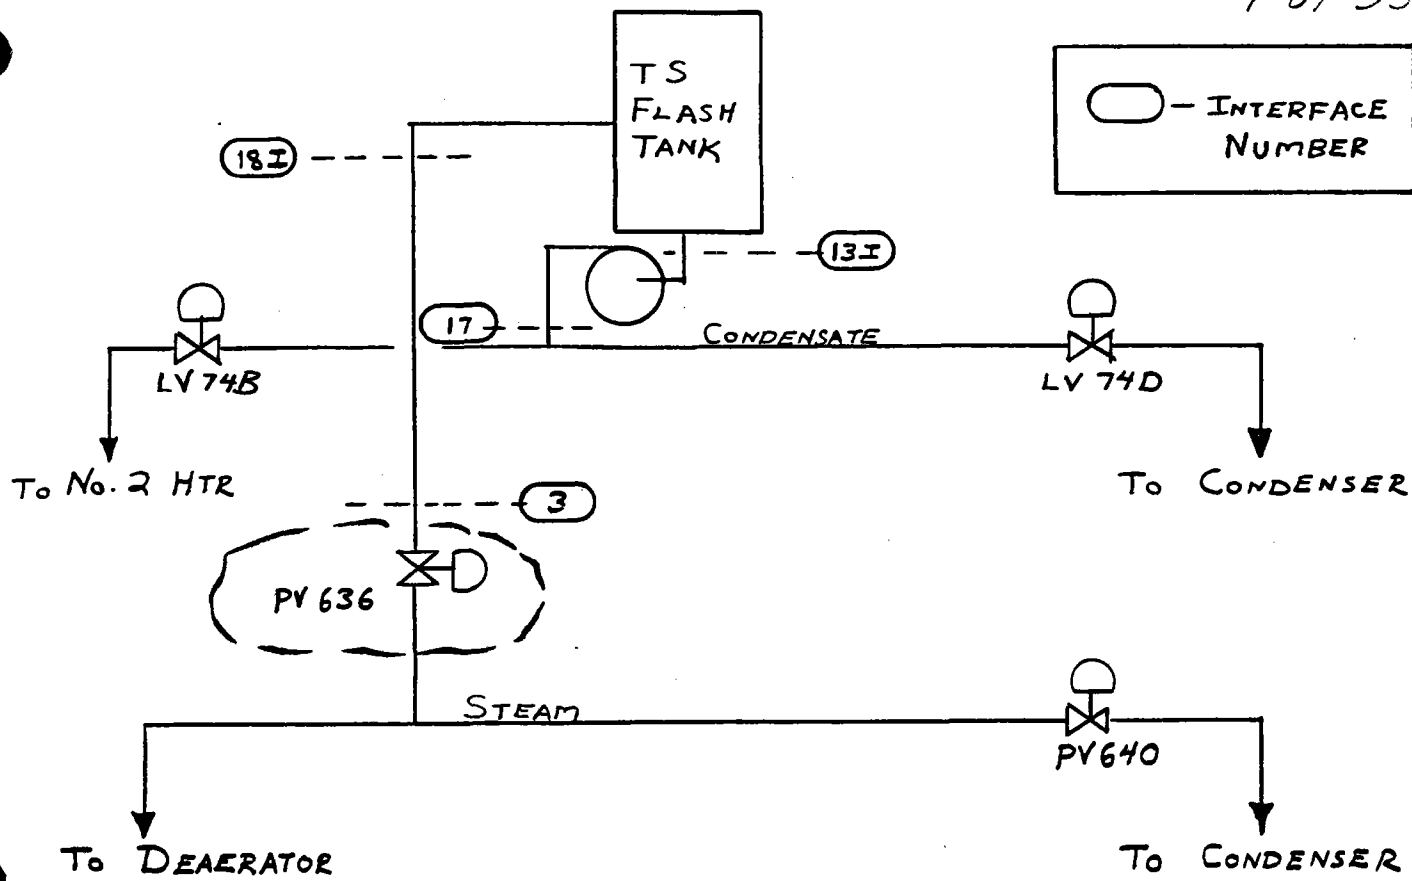 TS
FLASH
TANK
— INTERFACE
NUMBER
18I
13I
17
CONDENSATE
LV 74B
LV 74D
To No. 2 HTR
To CONDENSER
3
PV 636
STEAM
PV 640
To DEAERATOR
To CONDENSER